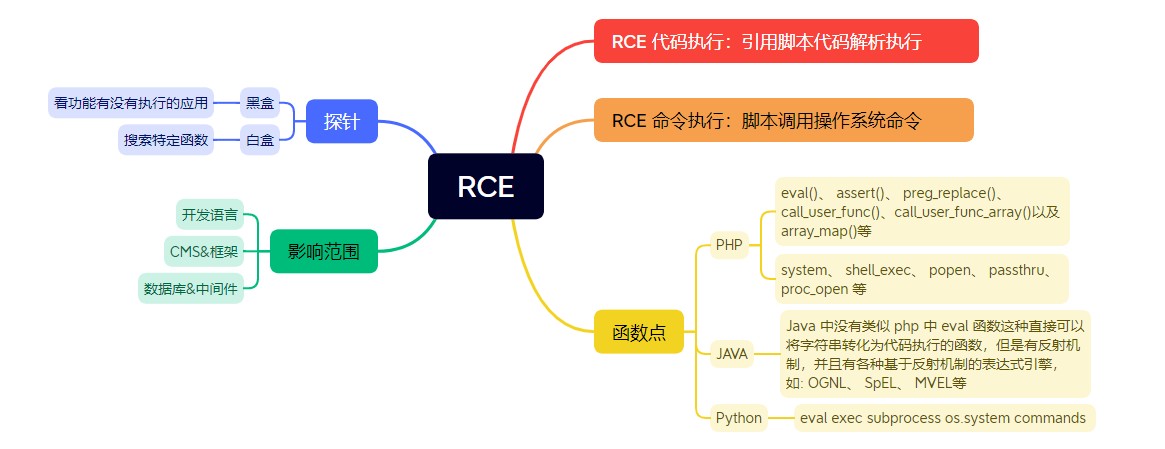 RCE
RCE 代码执行：引用脚本代码解析执行
RCE 命令执行：脚本调用操作系统命令
探针
黑盒
看功能有没有执行的应用
白盒
搜索特定函数
影响范围
开发语言
CMS&框架
数据库&中间件
函数点
PHP
eval()、 assert()、 preg_replace()、
call_user_func()、call_user_func_array()以及
array_map()等
system、 shell_exec、 popen、 passthru、
proc_open 等
JAVA
Java 中没有类似 php 中 eval 函数这种直接可以
将字符串转化为代码执行的函数，但是有反射机
制，并且有各种基于反射机制的表达式引擎，
如: OGNL、 SpEL、 MVEL等
Python
eval exec subprocess os.system commands